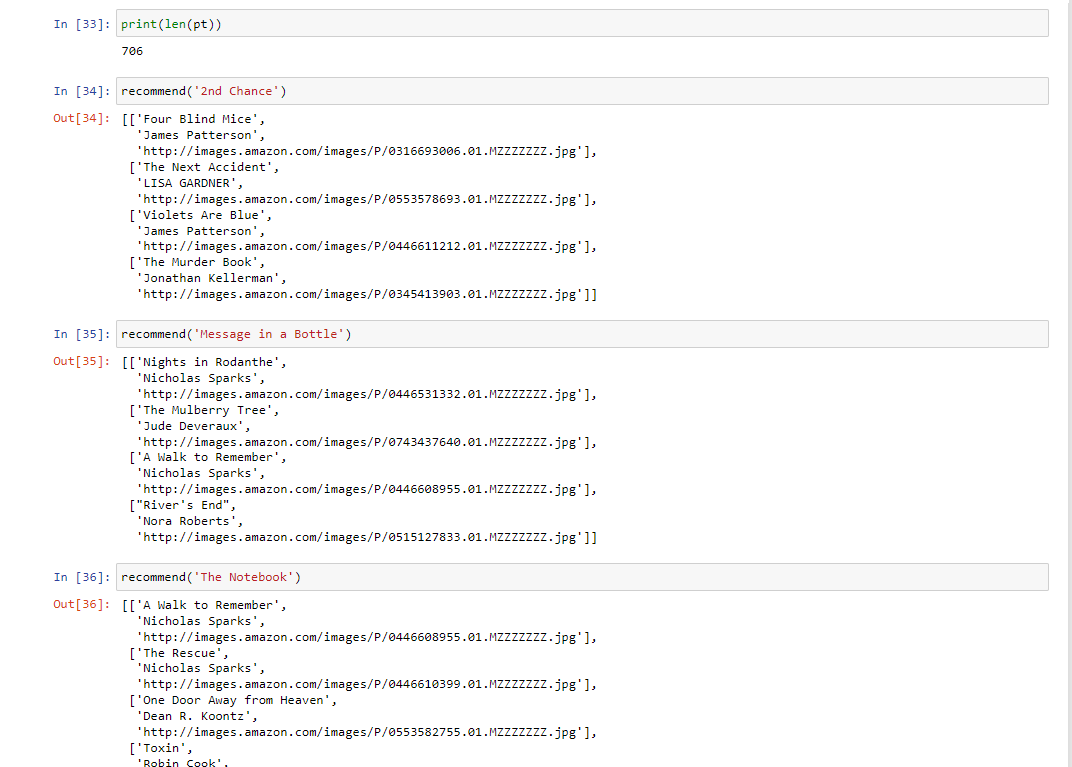 In [33]: print(len(pt))
706
In [34]: recommend('2nd Chance')
Out[34]: [['Four Blind Mice',
'James Patterson',
'http://images.amazon.com/images/P/0316693006.01.MZZZZZZZ.jpg'],
['The Next Accident',
'LISA GARDNER',
'http://images.amazon.com/images/P/0553578693.01.MZZZZZZZ.jpg'],
['Violets Are Blue',
'James Patterson',
'http://images.amazon.com/images/P/0446611212.01.MZZZZZZZ.jpg'],
['The Murder Book',
'Jonathan Kellerman',
'http://images.amazon.com/images/P/0345413903.01.MZZZZZZZ.jpg']]
In [35]: recommend('Message in a Bottle')
Out[35]: [['Nights in Rodanthe',
'Nicholas Sparks',
'http://images.amazon.com/images/P/0446531332.01.MZZZZZZZ.jpg'],
['The Mulberry Tree',
'Jude Deveraux',
'http://images.amazon.com/images/P/0743437640.01.MZZZZZZZ.jpg'],
['A Walk to Remember',
'Nicholas Sparks',
'http://images.amazon.com/images/P/0446608955.01.MZZZZZZZ.jpg'],
["River's End",
'Nora Roberts',
'http://images.amazon.com/images/P/0515127833.01.MZZZZZZZ.jpg']]
In [36]: recommend('The Notebook')
Out[36]: [['A Walk to Remember',
'Nicholas Sparks',
'http://images.amazon.com/images/P/0446608955.01.MZZZZZZZ.jpg'],
['The Rescue',
'Nicholas Sparks',
'http://images.amazon.com/images/P/0446610399.01.MZZZZZZZ.jpg'],
['One Door Away from Heaven',
'Dean R. Koontz',
'http://images.amazon.com/images/P/0553582755.01.MZZZZZZZ.jpg'],
['Toxin',
'Robin Cook',